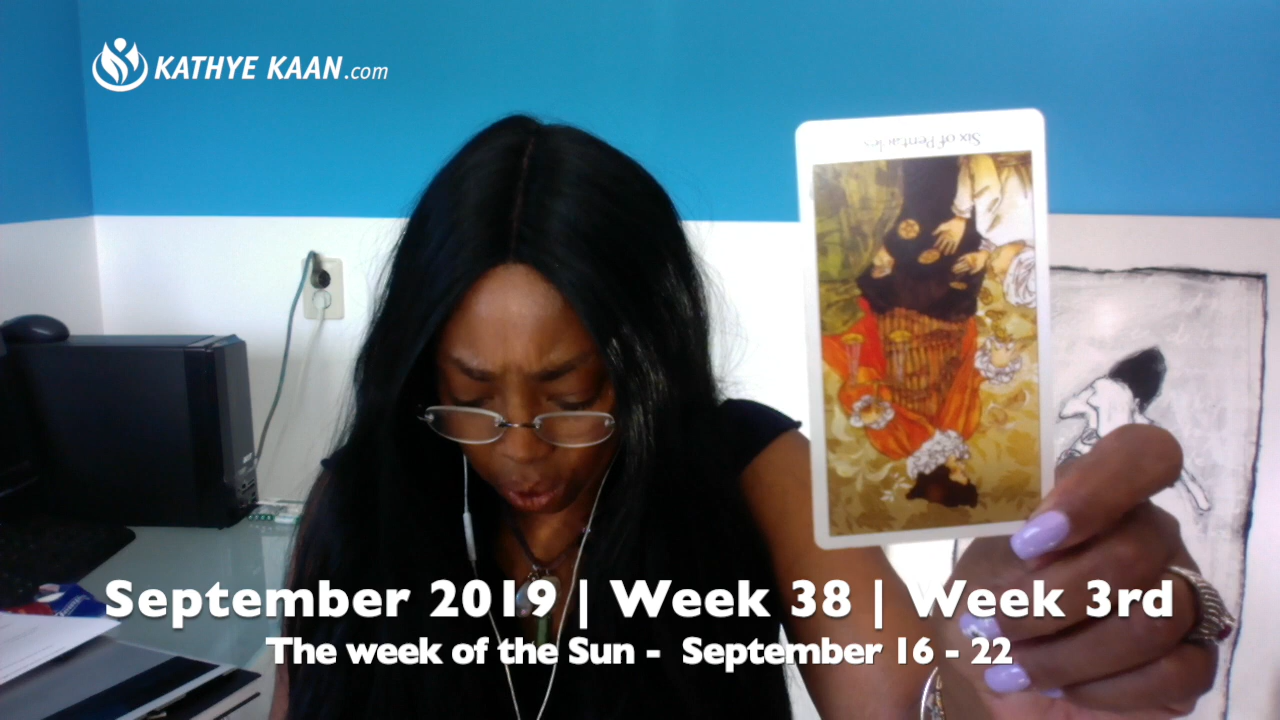 KATHYE KAAN.com
Six of Pentacles
September 2019 | Week 38 | Week 3rd
The week of the Sun - September 16 - 22